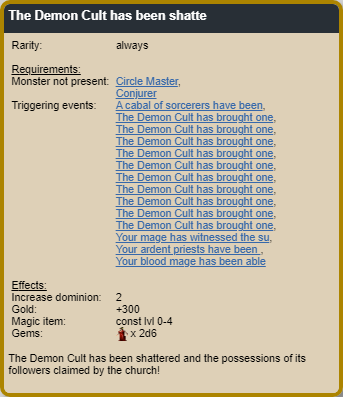 The Demon Cult has been shatte
Rarity: always
Requirements:
Monster not present: Circle Master,
Conjurer
Triggering events: A cabal of sorcerers have been,
The Demon Cult has brought one,
The Demon Cult has brought one,
The Demon Cult has brought one,
The Demon Cult has brought one,
The Demon Cult has brought one,
The Demon Cult has brought one,
The Demon Cult has brought one,
The Demon Cult has brought one,
The Demon Cult has brought one,
The Demon Cult has brought one,
Your mage has witnessed the su,
Your ardent priests have been ,
Your blood mage has been able
Effects:
Increase dominion: 2
Gold: +300
Magic item: const lvl 0-4
Gems: x 2d6
The Demon Cult has been shattered and the possessions of its
followers claimed by the church!